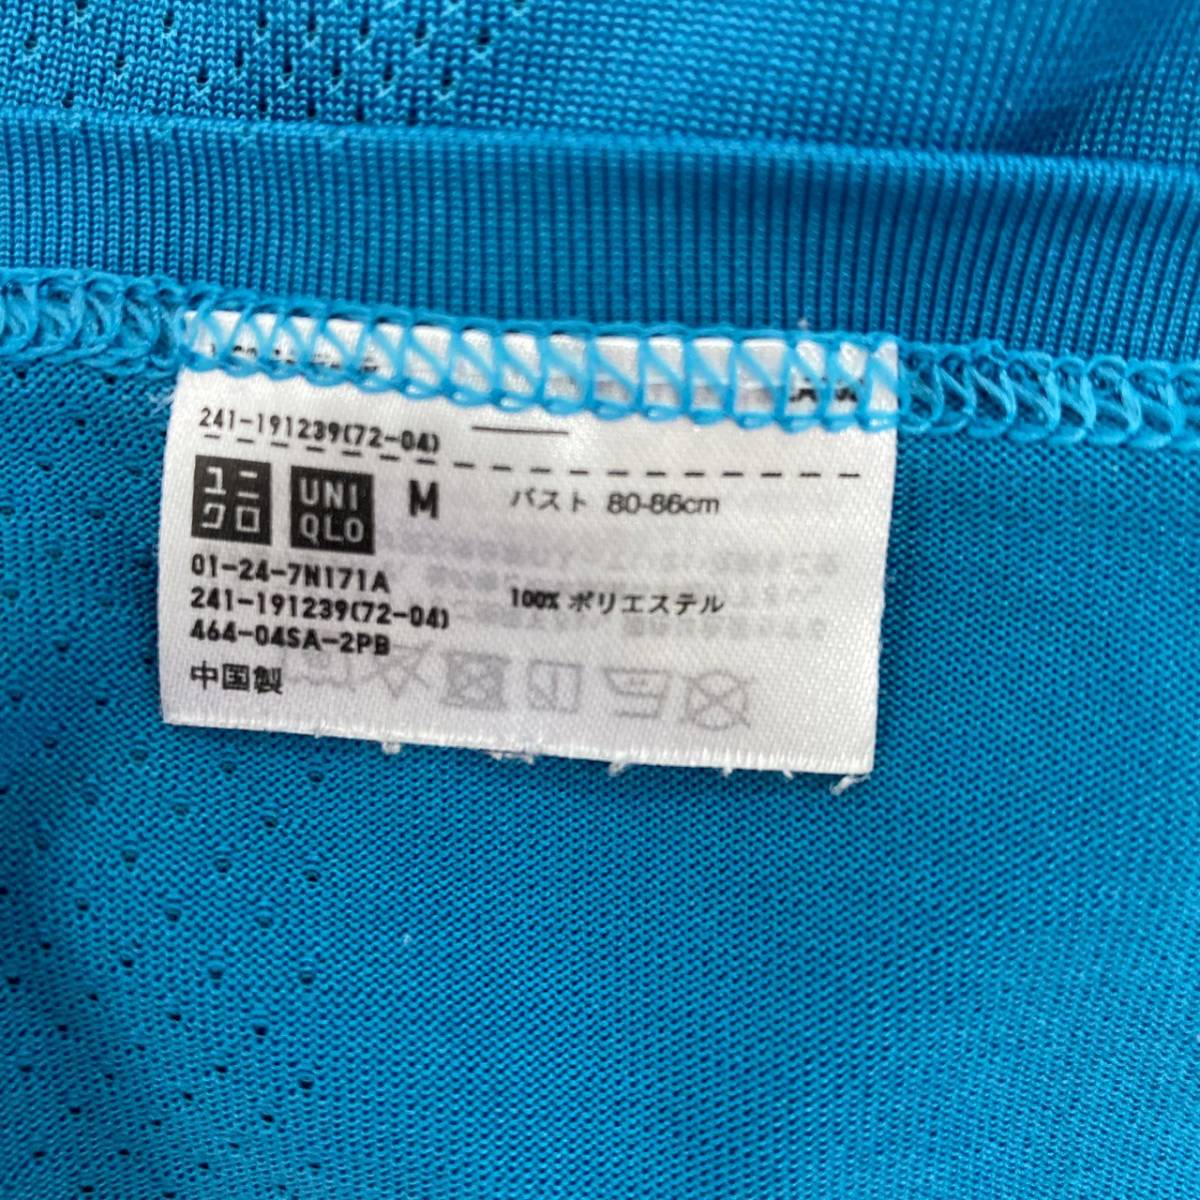 241-191239(72-04)
ユニクロ UNIQLO M バスト 80-86cm
01-24-7N171A
241-191239(72-04)
100% ポリエステル
464-04SA-2PB
中国製